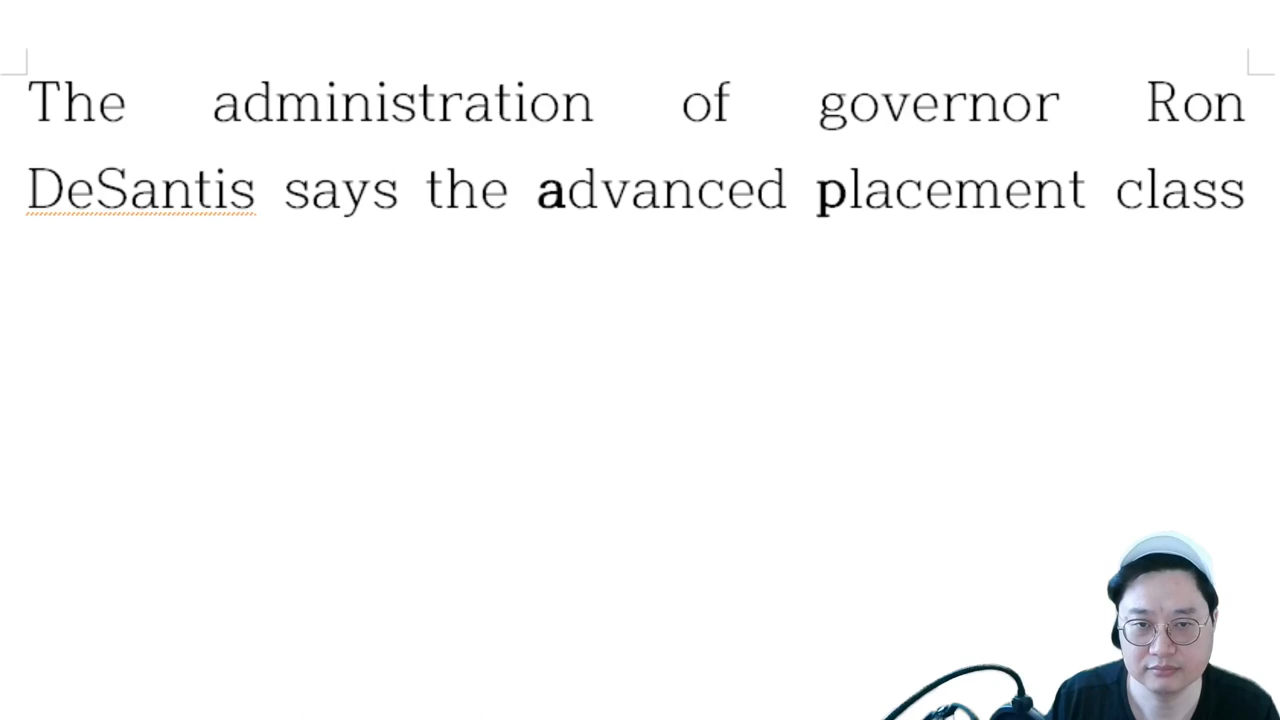 The administration of governor Ron
DeSantis says the advanced placement class